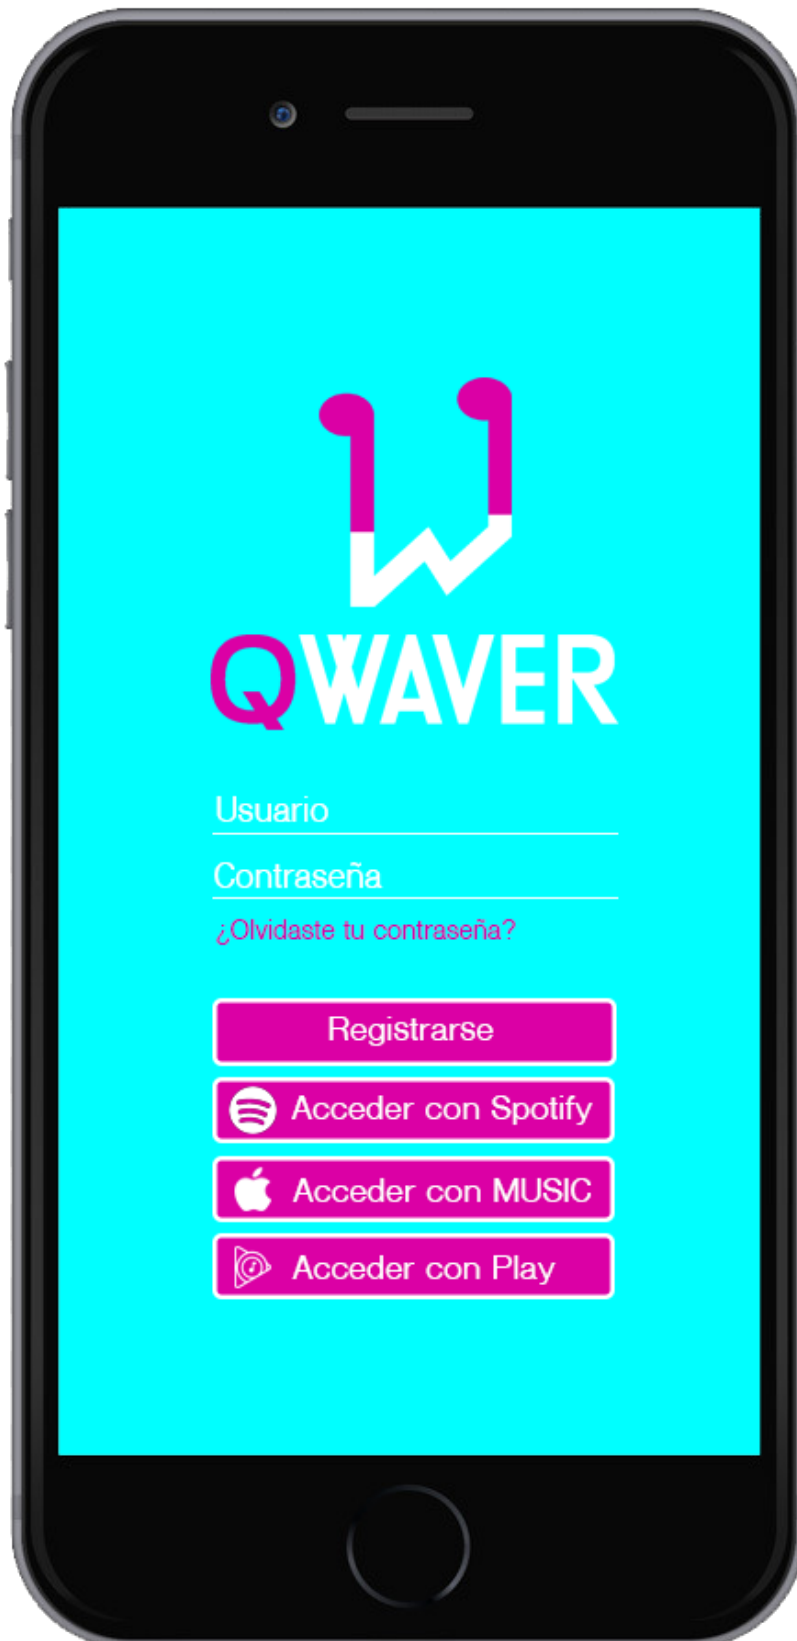 QWAVER
Usuario
Contraseña
¿Olvidaste tu contraseña?
Registrarse
Acceder con Spotify
Acceder con MUSIC
Acceder con Play